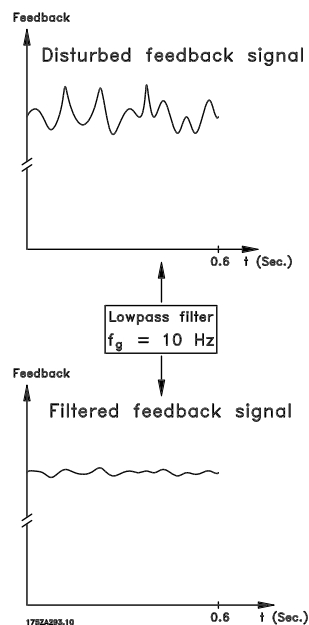 Feedback
Disturbed feedback signal
0.6 t (Sec.)
Lowpass filter
fg = 10 Hz
Feedback
Filtered feedback signal
0.6 t (Sec.)
175ZA293.10